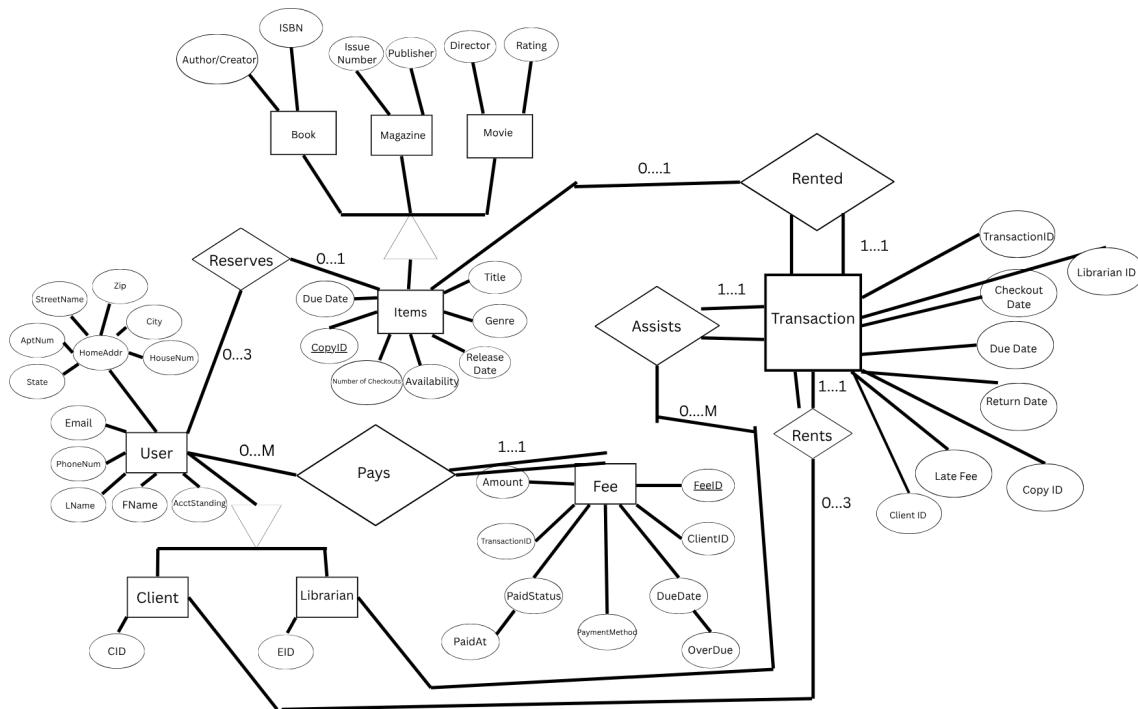 ISBN
Author/Creator
Issue
Number
Publisher
Director
Rating
Book
Magazine
Movie
0....1
Rented
Reserves
0...1
1...1
TransactionID
Librarian ID
Title
Due Date
Items
Genre
CopyID
Release
Date
Number of Checkouts
Availability
Assists
1...1
Transaction
Checkout
Date
Due Date
Return Date
Zip
StreetName
City
AptNum
HomeAddr
HouseNum
State
0...3
1...1
0....M
Rents
Email
User
0...M
Pays
1...1
PhoneNum
LName
FName
AcctStanding
Amount
Fee
FeeID
0...3
Late Fee
Copy ID
Client ID
TransactionID
ClientID
PaidStatus
DueDate
PaidAt
PaymentMethod
OverDue
Client
Librarian
CID
EID